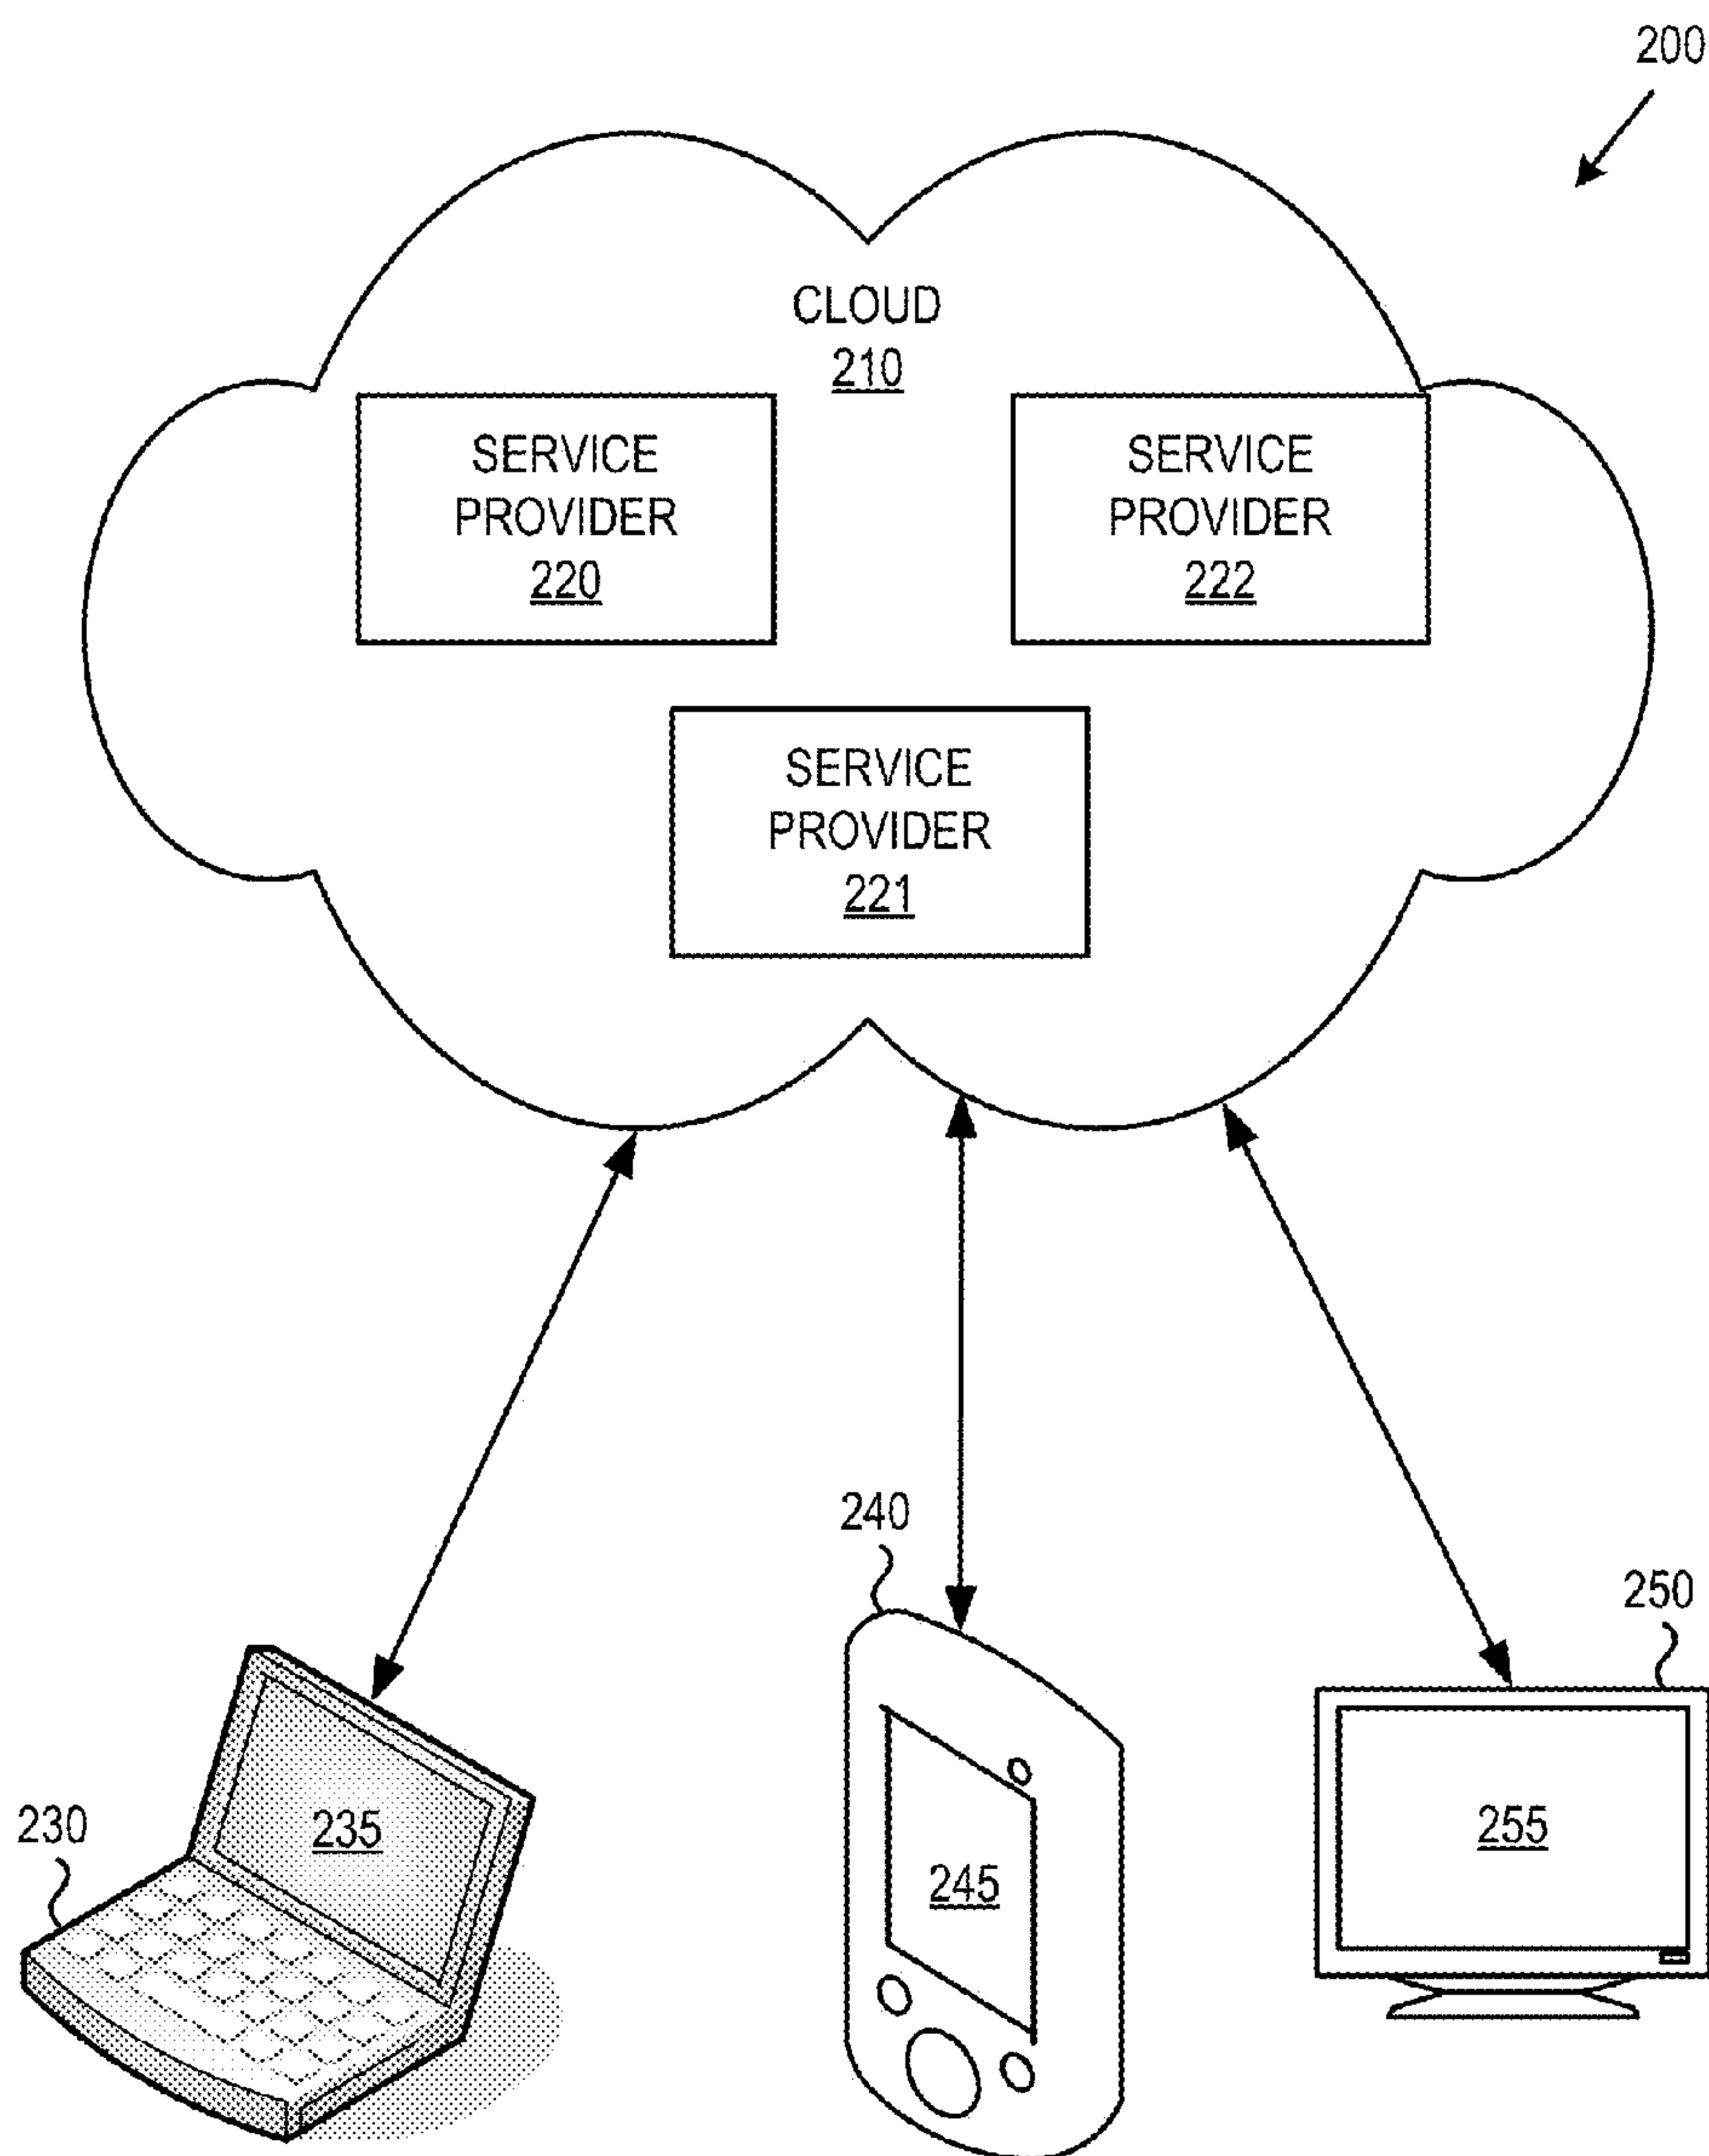 200
CLOUD
210
SERVICE
PROVIDER
220
SERVICE
PROVIDER
222
SERVICE
PROVIDER
221
240
250
230
235
245
255